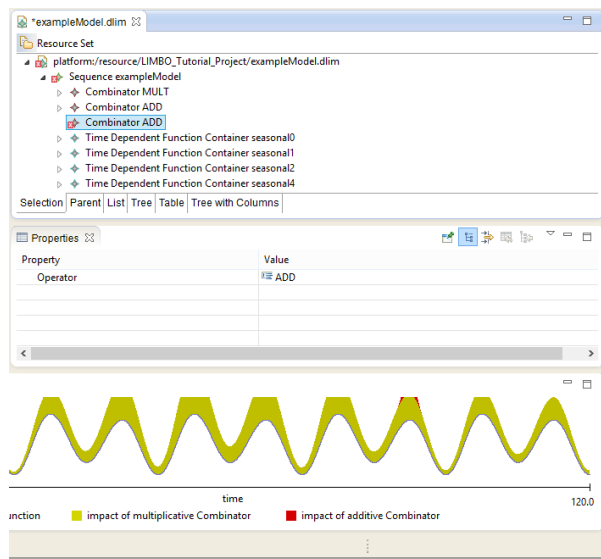 *exampleModel.dlim
Resource Set
platform:/resource/LIMBO_Tutorial_Project/exampleModel.dlim
Sequence exampleModel
Combinator MULT
Combinator ADD
Combinator ADD
Time Dependent Function Container seasonal0
Time Dependent Function Container seasonal1
Time Dependent Function Container seasonal2
Time Dependent Function Container seasonal4
Selection Parent List Tree Table Tree with Columns
Properties
Property Value
Operator ADD
time
120.0
unction impact of multiplicative Combinator impact of additive Combinator